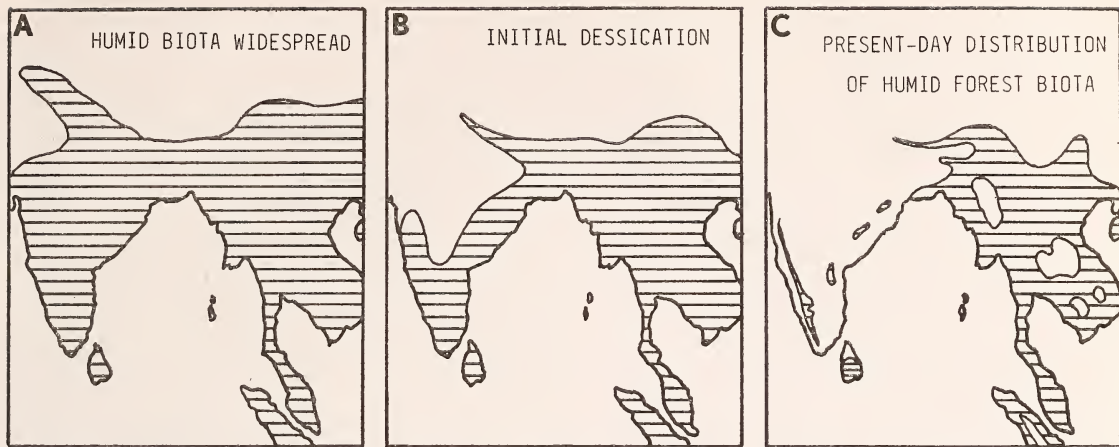 A
HUMID BIOTA WIDESPREAD
B
INITIAL DESSICATION
C
PRESENT-DAY DISTRIBUTION
OF HUMID FOREST BIOTA